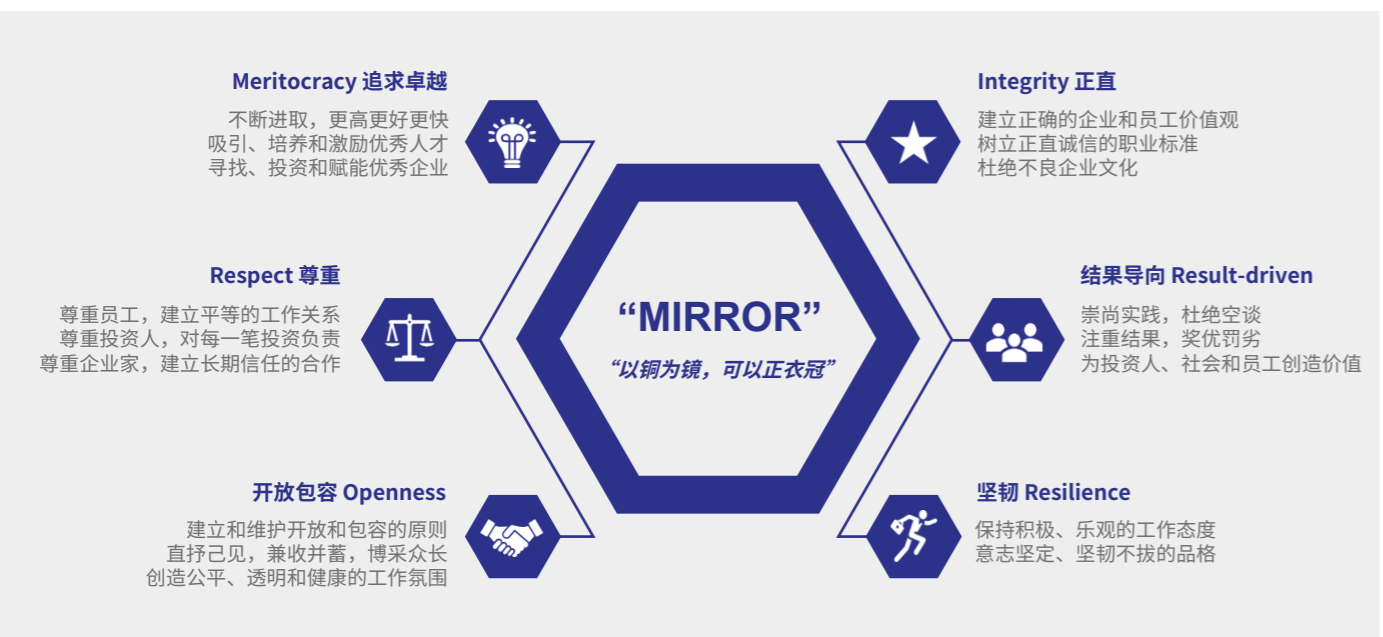 Meritocracy 追求卓越
不断进取，更高更好更快
吸引、培养和激励优秀人才
寻找、投资和赋能优秀企业
Integrity 正直
建立正确的企业和员工价值观
树立正直诚信的职业标准
杜绝不良企业文化
Respect 尊重
尊重员工，建立平等的工作关系
尊重投资人，对每一笔投资负责
尊重企业家，建立长期信任的合作
“MIRROR”
“以铜为镜，可以正衣冠”
结果导向 Result-driven
崇尚实践，杜绝空谈
注重结果，奖优罚劣
为投资人、社会和员工创造价值
开放包容 Openness
建立和维护开放和包容的原则
直抒己见，兼收并蓄，博采众长
创造公平、透明和健康的工作氛围
坚韧 Resilience
保持积极、乐观的工作态度
意志坚定、坚韧不拔的品格